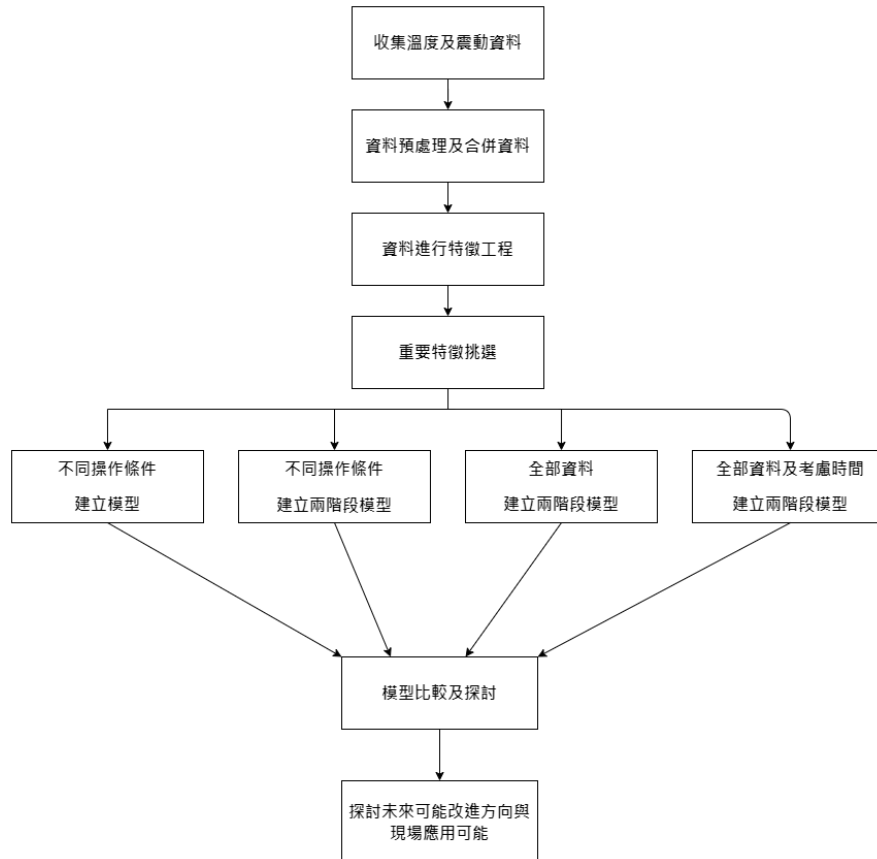 收集溫度及震動資料
資料預處理及合併資料
資料進行特徵工程
重要特徵挑選
不同操作條件
建立模型
不同操作條件
建立兩階段模型
全部資料
建立兩階段模型
全部資料及考慮時間
建立兩階段模型
模型比較及探討
探討未來可能改進方向與
現場應用可能